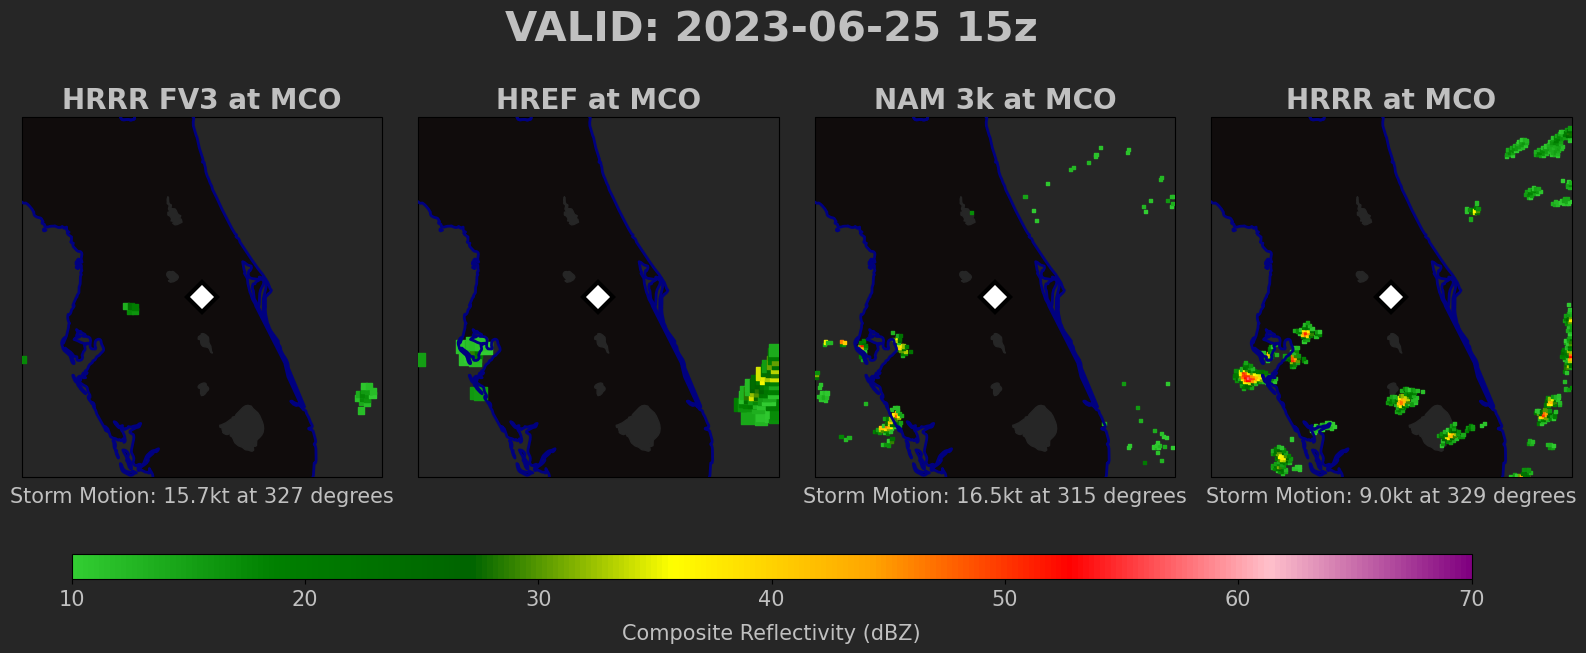 VALID: 2023-06-25 15z
HRRR FV3 at MCO
HREF at MCO
NAM 3k at MCO
HRRR at MCO
Storm Motion: 15.7kt at 327 degrees
Storm Motion: 16.5kt at 315 degrees
Storm Motion: 9.0kt at 329 degrees
10 20 30 40 50 60 70
Composite Reflectivity (dBZ)